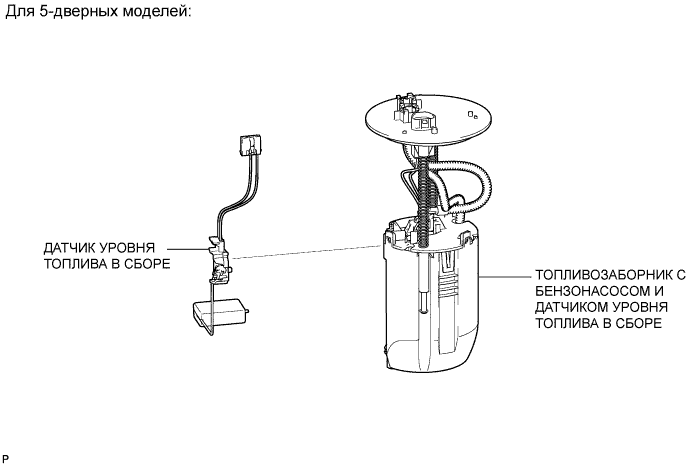 Для 5-дверных моделей:
ДАТЧИК УРОВНЯ
ТОПЛИВА В СБОРЕ
ТОПЛИВОЗАБОРНИК С
БЕНЗОНАСОСОМ И
ДАТЧИКОМ УРОВНЯ
ТОПЛИВА В СБОРЕ
P